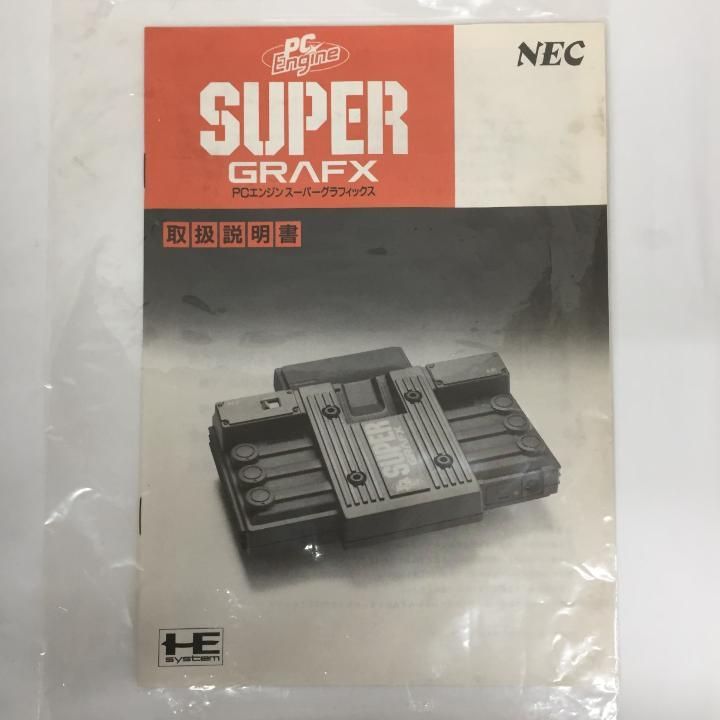 PC Engine
NEC
SUPER
GRAFX
PCエンジン スーパーグラフィックス
取扱説明書
SUPER
GRAFX
HE
system